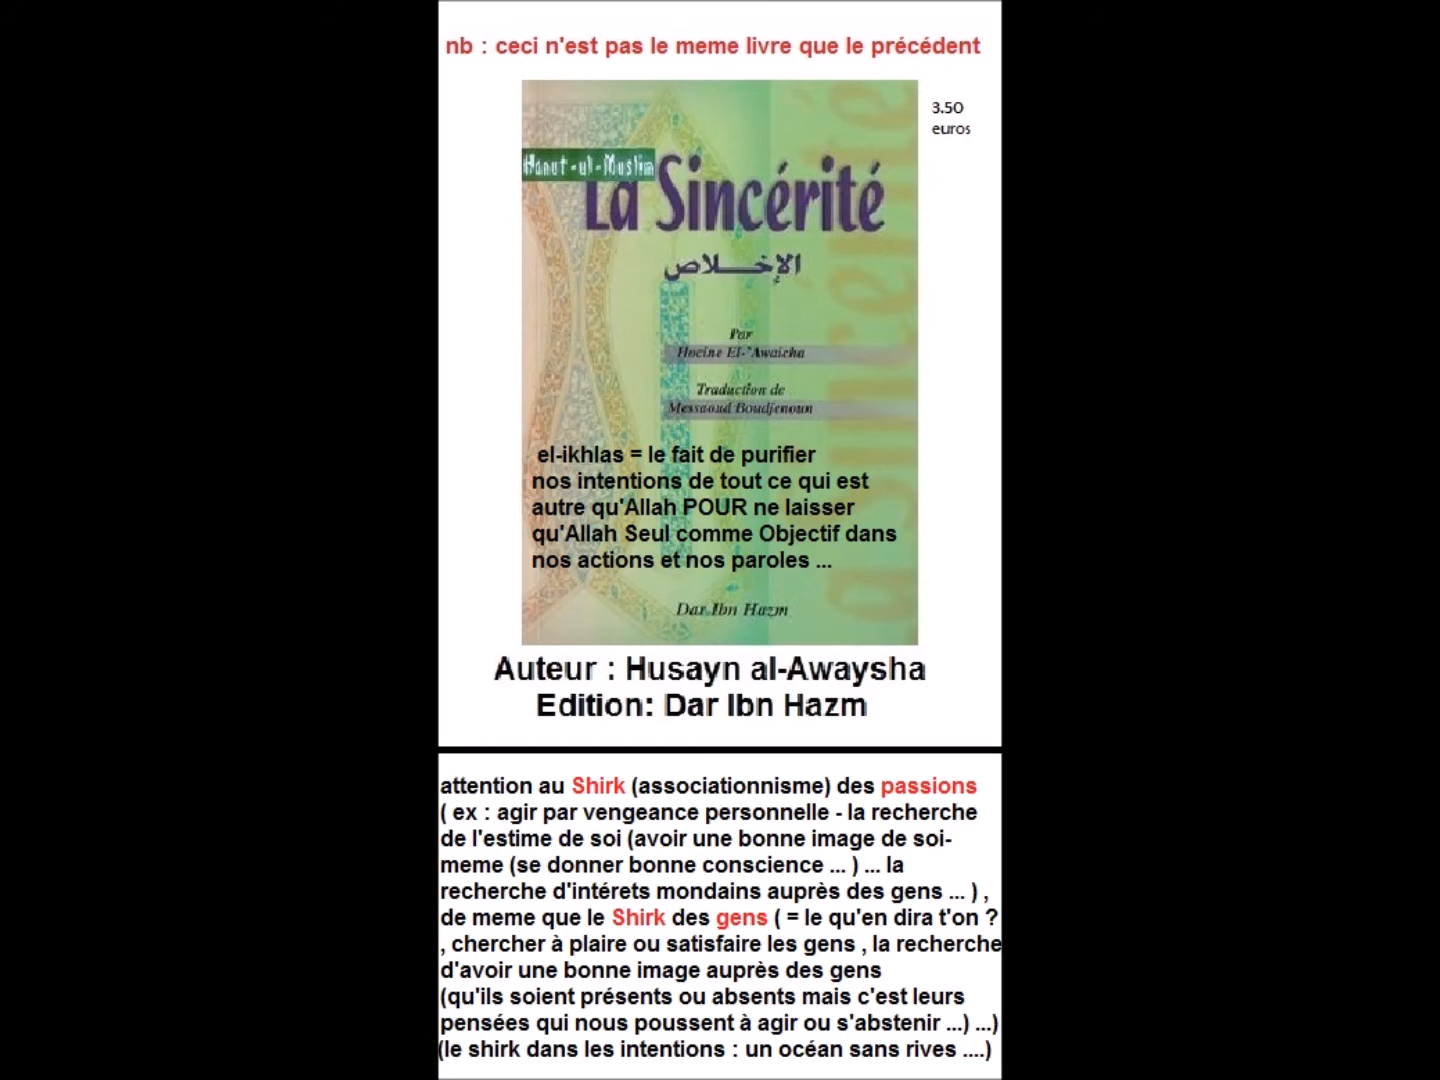 nb : ceci n'est pas le meme livre que le précédent
3.50
euros
Hanut-ul-Muslim
La Sincérité
الإخـــلاص
Par
Hocine El-'Awaicha
Traduction de
Messaoud Boudjenoun
el-ikhlas = le fait de purifier
nos intentions de tout ce qui est
autre qu'Allah POUR ne laisser
qu'Allah Seul comme Objectif dans
nos actions et nos paroles ...
Dar Ibn Hazm
Auteur : Husayn al-Awaysha
Edition: Dar Ibn Hazm
attention au Shirk (associationnisme) des passions
( ex : agir par vengeance personnelle - la recherche
de l'estime de soi (avoir une bonne image de soi-
meme (se donner bonne conscience ... ) ... la
recherche d'intérets mondains auprès des gens ... ) ,
de meme que le Shirk des gens ( = le qu'en dira t'on ?
, chercher à plaire ou satisfaire les gens , la recherche
d'avoir une bonne image auprès des gens
(qu'ils soient présents ou absents mais c'est leurs
pensées qui nous poussent à agir ou s'abstenir ...) ...)
(le shirk dans les intentions : un océan sans rives ....)